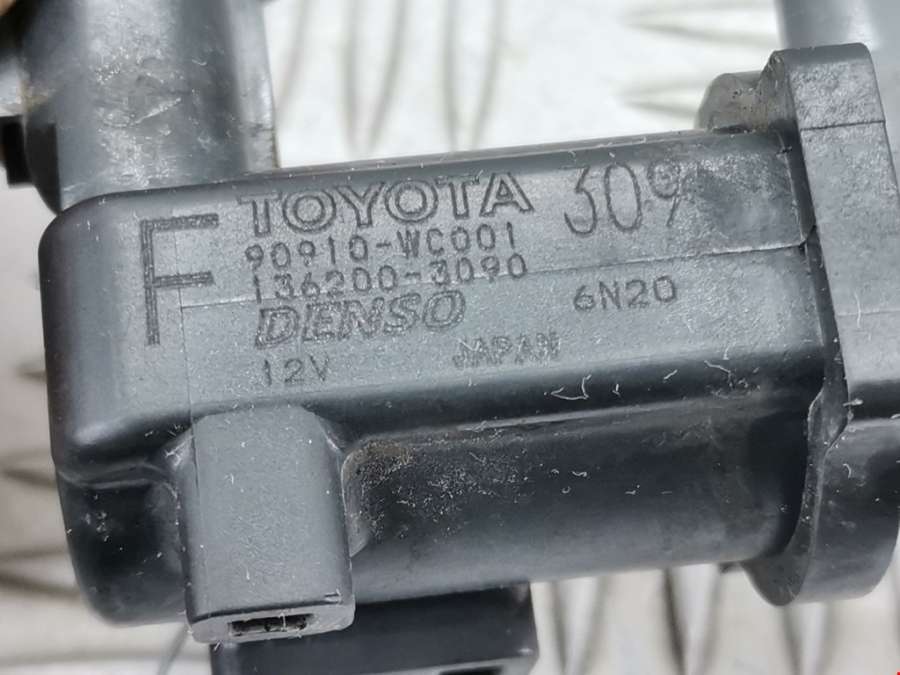 F TOYOTA 309
90910-WC001
136200-3090
DENSO 6N20
12V JAPAN